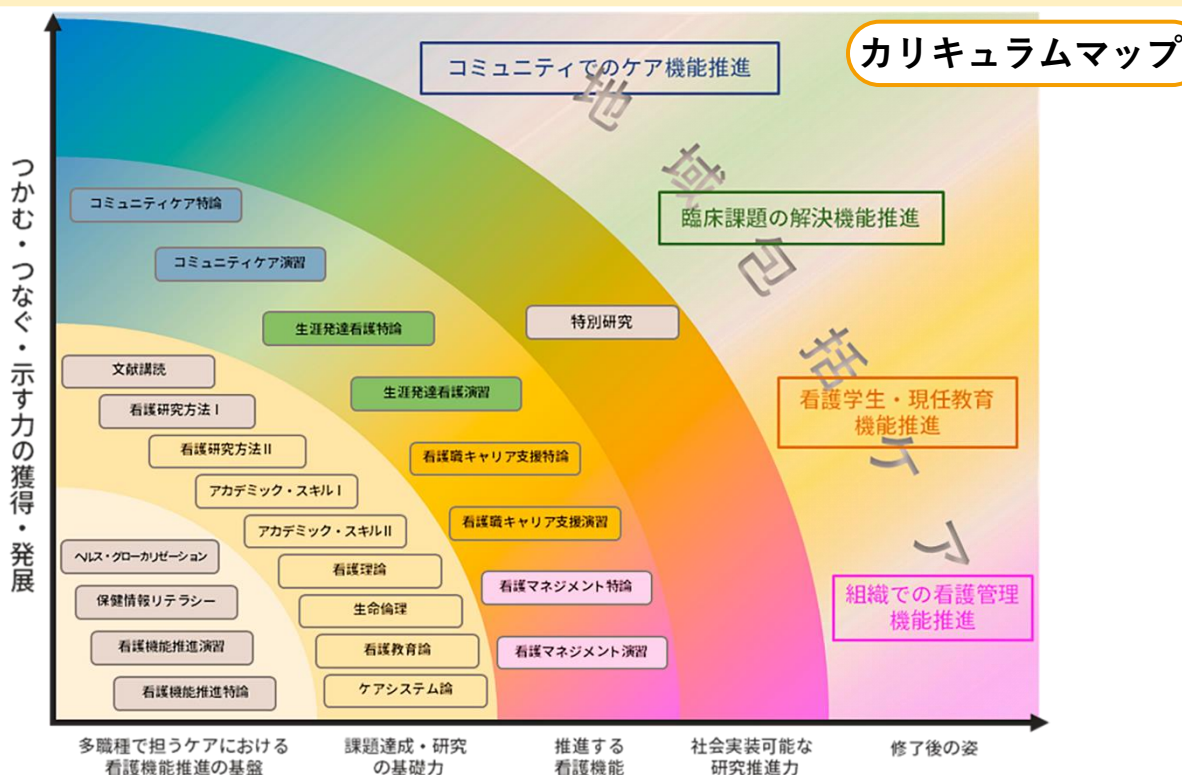 カリキュラムマップ
つかむ・つなぐ・示す力の獲得・発展
コミュニティでのケア機能推進
臨床課題の解決機能推進
看護学生・現任教育
機能推進
組織での看護管理
機能推進
地域包括ケア
コミュニティケア特論
コミュニティケア演習
生涯発達看護特論
生涯発達看護演習
看護職キャリア支援特論
看護職キャリア支援演習
看護マネジメント特論
看護マネジメント演習
特別研究
文献講読
看護研究方法Ⅰ
看護研究方法Ⅱ
アカデミック・スキルⅠ
アカデミック・スキルⅡ
看護理論
生命倫理
看護教育論
ケアシステム論
ヘルス・グローカリゼーション
保健情報リテラシー
看護機能推進演習
看護機能推進特論
多職種で担うケアにおける
看護機能推進の基盤
課題達成・研究
の基礎力
推進する
看護機能
社会実装可能な
研究推進力
修了後の姿